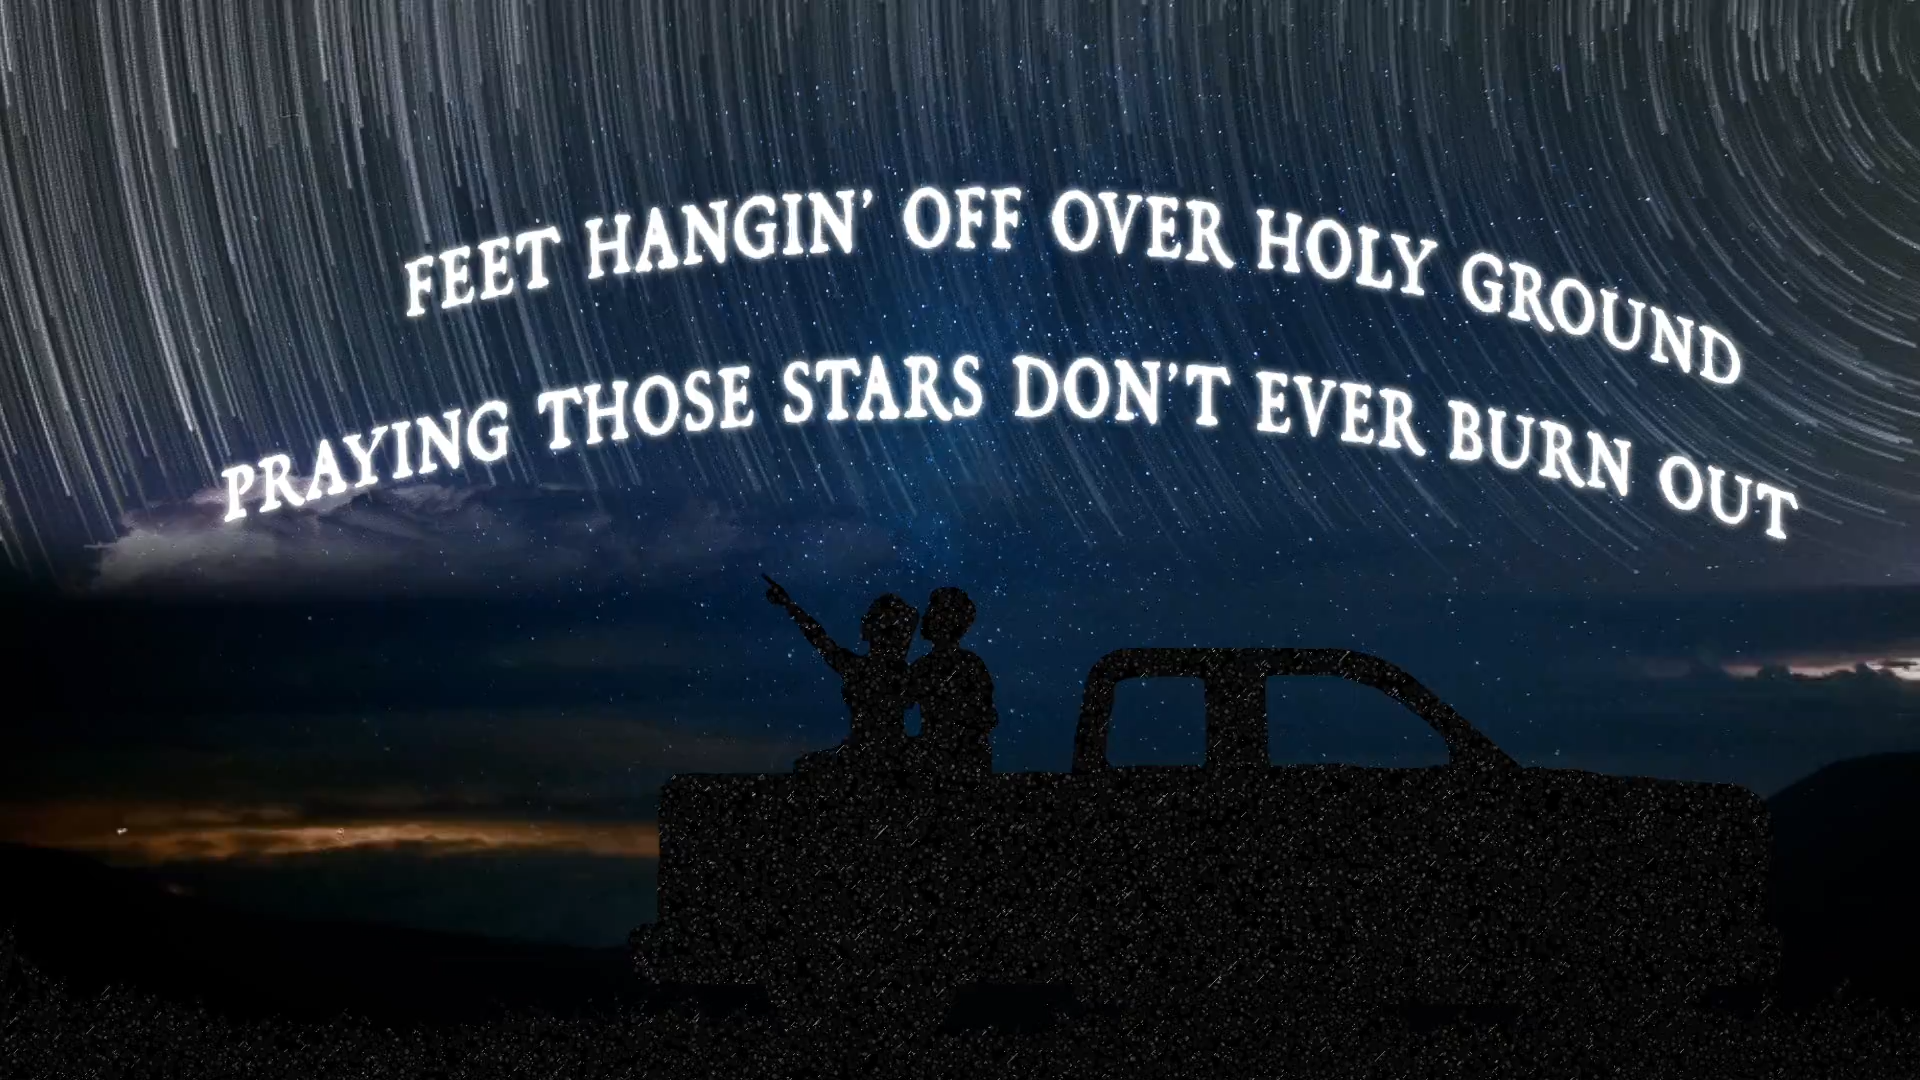 FEET HANGIN’ OFF OVER HOLY GROUND
PRAYING THOSE STARS DON’T EVER BURN OUT